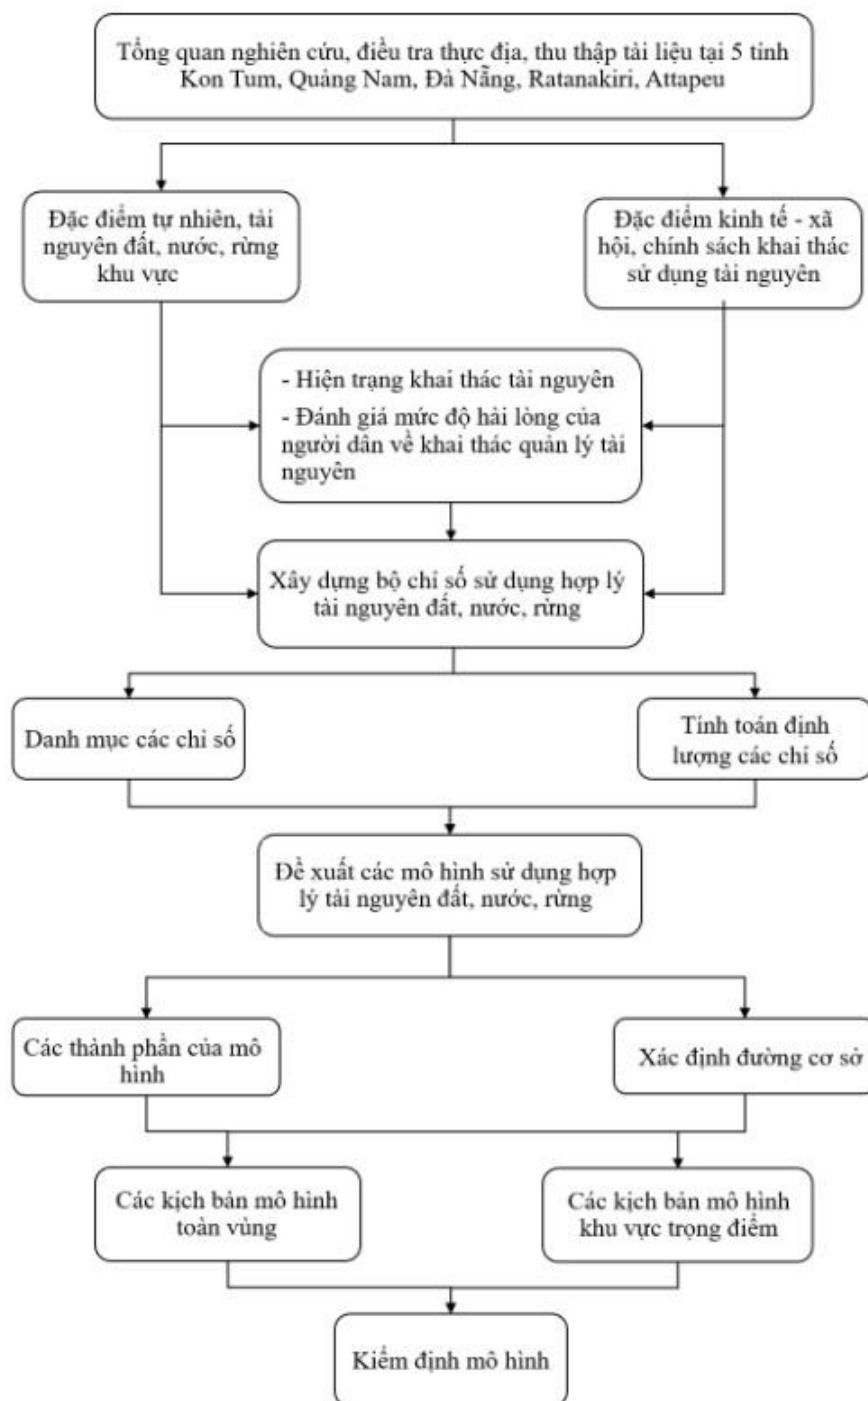 Tổng quan nghiên cứu, điều tra thực địa, thu thập tài liệu tại 5 tỉnh
Kon Tum, Quảng Nam, Đà Nẵng, Ratanakiri, Attapeu
Đặc điểm tự nhiên, tài
nguyên đất, nước, rừng
khu vực
Đặc điểm kinh tế - xã
hội, chính sách khai thác
sử dụng tài nguyên
- Hiện trạng khai thác tài nguyên
- Đánh giá mức độ hài lòng của
người dân về khai thác quản lý tài
nguyên
Xây dựng bộ chỉ số sử dụng hợp lý
tài nguyên đất, nước, rừng
Danh mục các chỉ số
Tính toán định
lượng các chỉ số
Đề xuất các mô hình sử dụng hợp
lý tài nguyên đất, nước, rừng
Các thành phần của mô
hình
Xác định đường cơ sở
Các kịch bản mô hình
toàn vùng
Các kịch bản mô hình
khu vực trọng điểm
Kiểm định mô hình